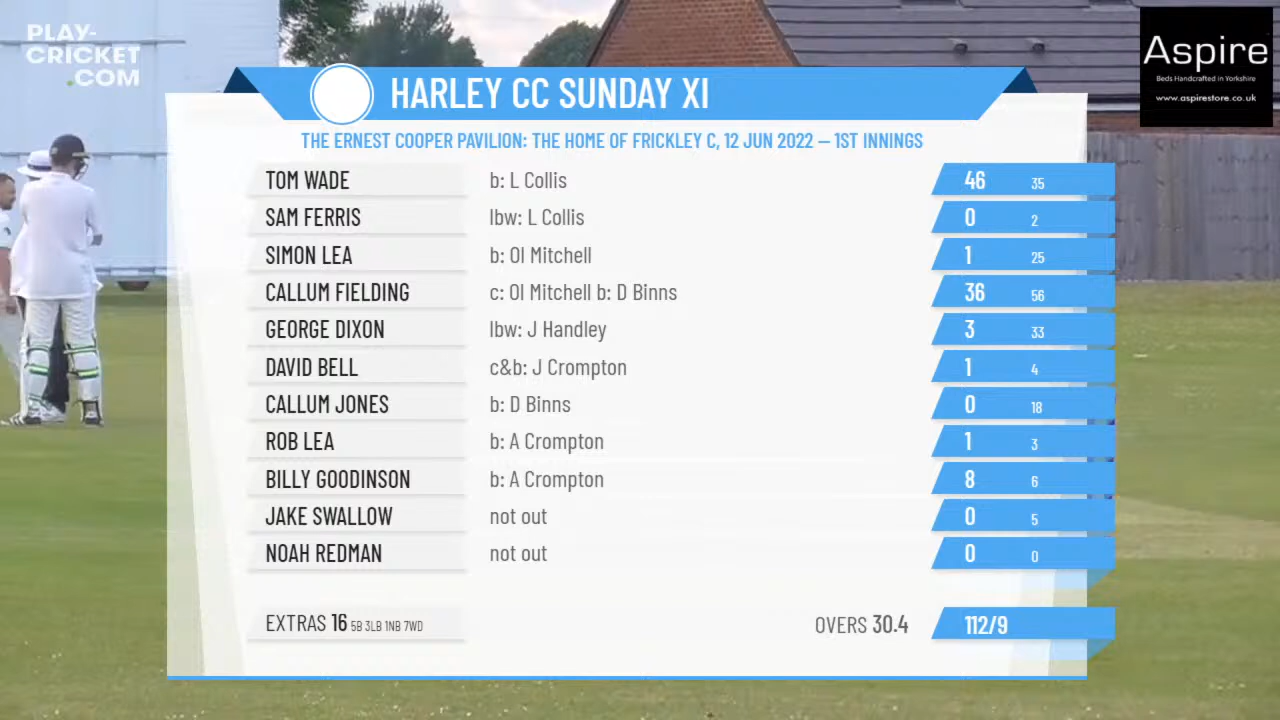 PLAY-
CRICKET
.COM
Aspire
Beds Handcrafted in Yorkshire
www.aspirestore.co.uk
HARLEY CC SUNDAY XI
THE ERNEST COOPER PAVILION: THE HOME OF FRICKLEY C, 12 JUN 2022 – 1ST INNINGS
TOM WADE b: L Collis 46 35
SAM FERRIS lbw: L Collis 0 2
SIMON LEA b: Ol Mitchell 1 25
CALLUM FIELDING c: Ol Mitchell b: D Binns 36 56
GEORGE DIXON lbw: J Handley 3 33
DAVID BELL c&b: J Crompton 1 4
CALLUM JONES b: D Binns 0 18
ROB LEA b: A Crompton 1 3
BILLY GOODINSON b: A Crompton 8 6
JAKE SWALLOW not out 0 5
NOAH REDMAN not out 0 0
EXTRAS 16 5B 3LB 1NB 7WD OVERS 30.4 112/9